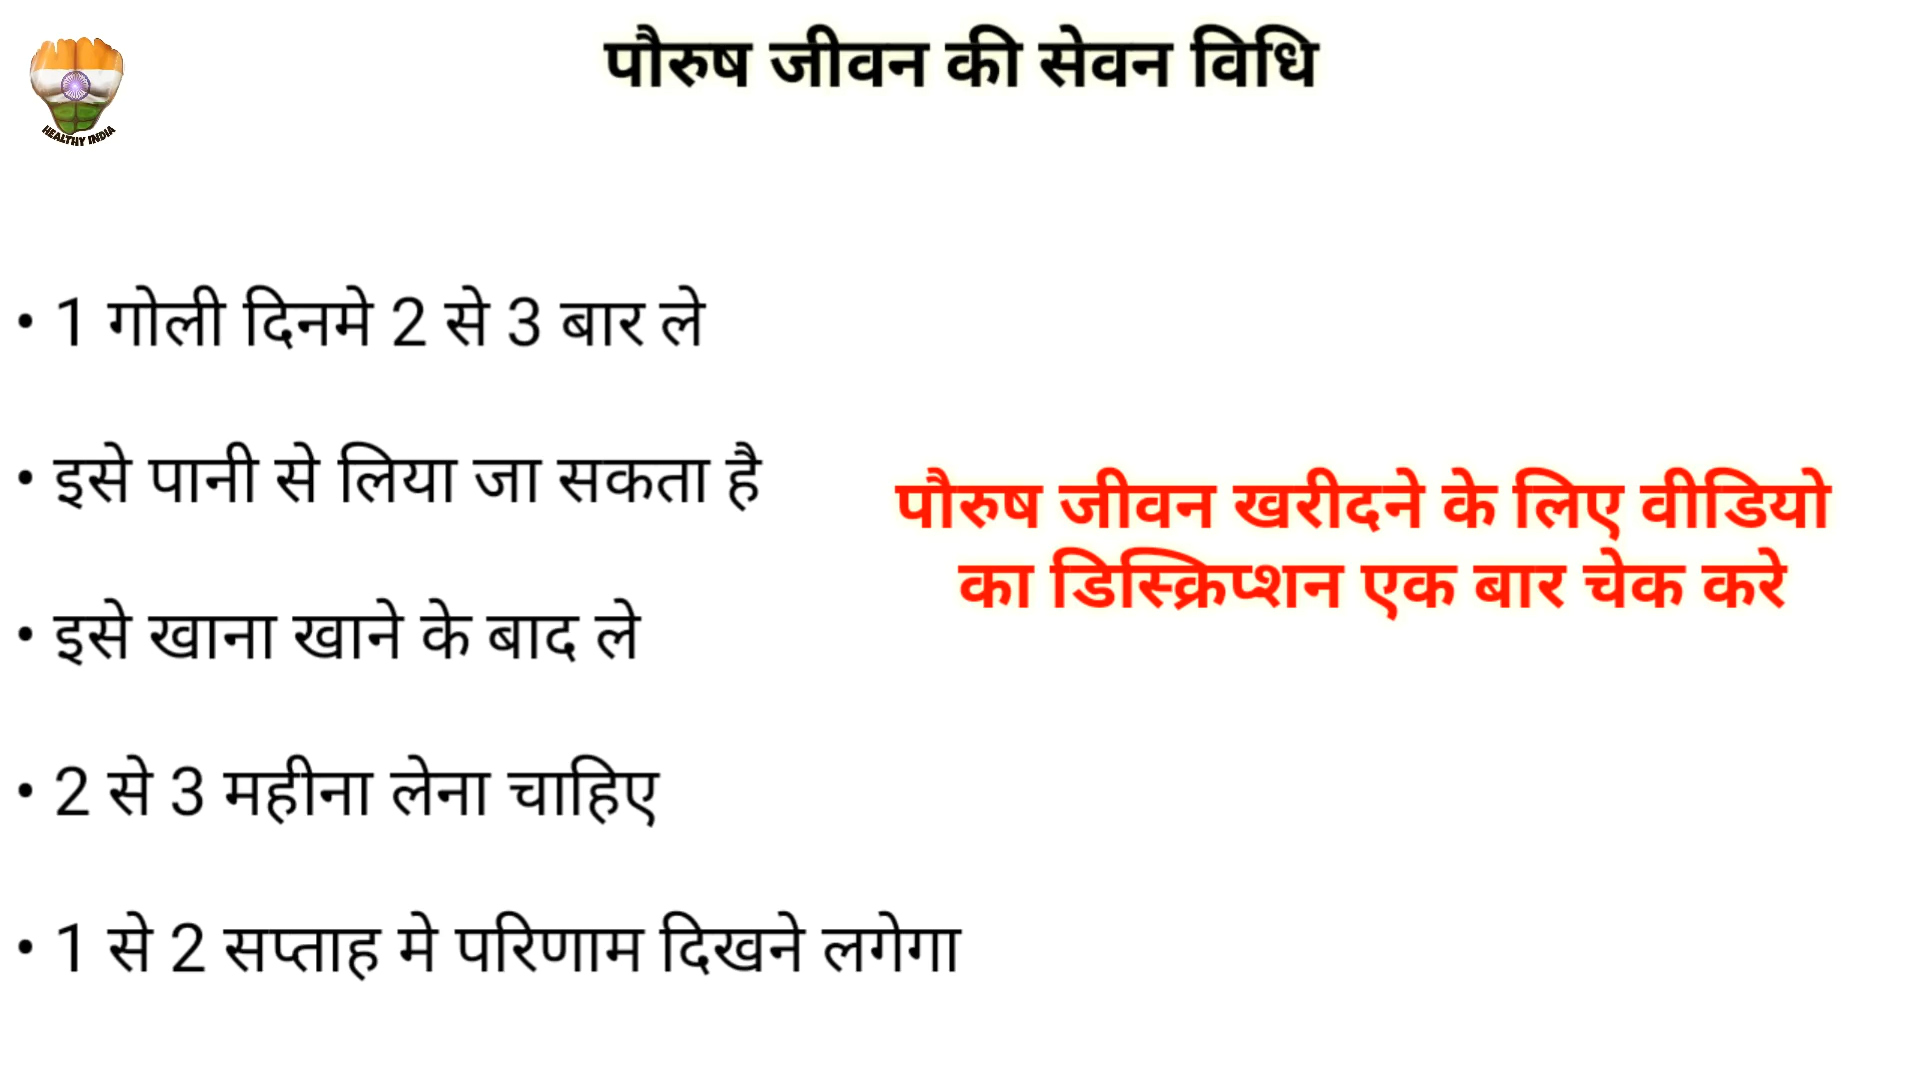 पौरुष जीवन की सेवन विधि
HEALTHY INDIA
• 1 गोली दिनमे 2 से 3 बार ले
• इसे पानी से लिया जा सकता है
• इसे खाना खाने के बाद ले
• 2 से 3 महीना लेना चाहिए
• 1 से 2 सप्ताह मे परिणाम दिखने लगेगा
पौरुष जीवन खरीदने के लिए वीडियो
का डिस्क्रिप्शन एक बार चेक करे